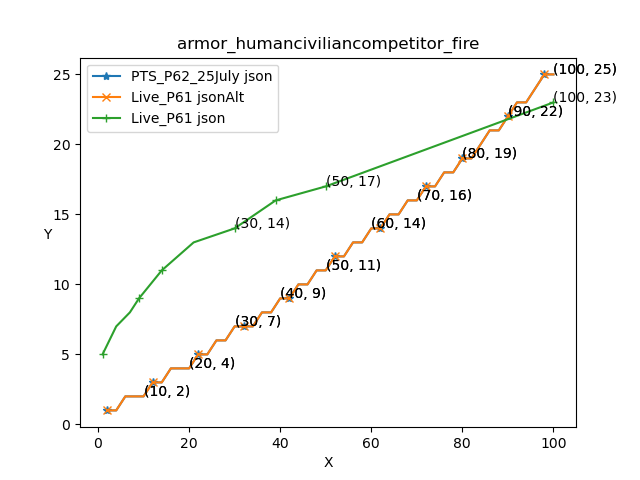 armor_humanciviliancompetitor_fire
PTS_P62_25July json
Live_P61 jsonAlt
Live_P61 json
(100, 25)
(100, 23)
(90, 22)
(80, 19)
(50, 17)
(70, 16)
(30, 14)
(60, 14)
(50, 11)
(40, 9)
(30, 7)
(20, 4)
(10, 2)
Y
25
20
15
10
5
0
0 20 40 60 80 100
X